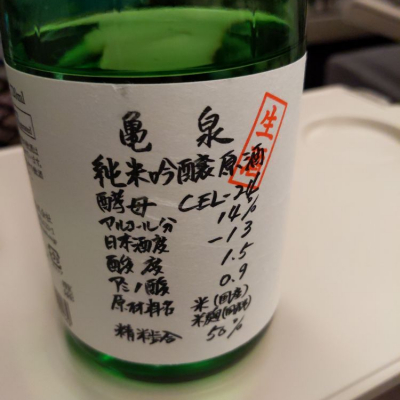 亀泉
生酒
純米吟醸原酒
酵母 CEL-24
アルコール分 14%
日本酒度 -13
酸度 1.5
アミノ酸 0.9
原材料名 米(国産)
米麹(国産米)
精米歩合 50%